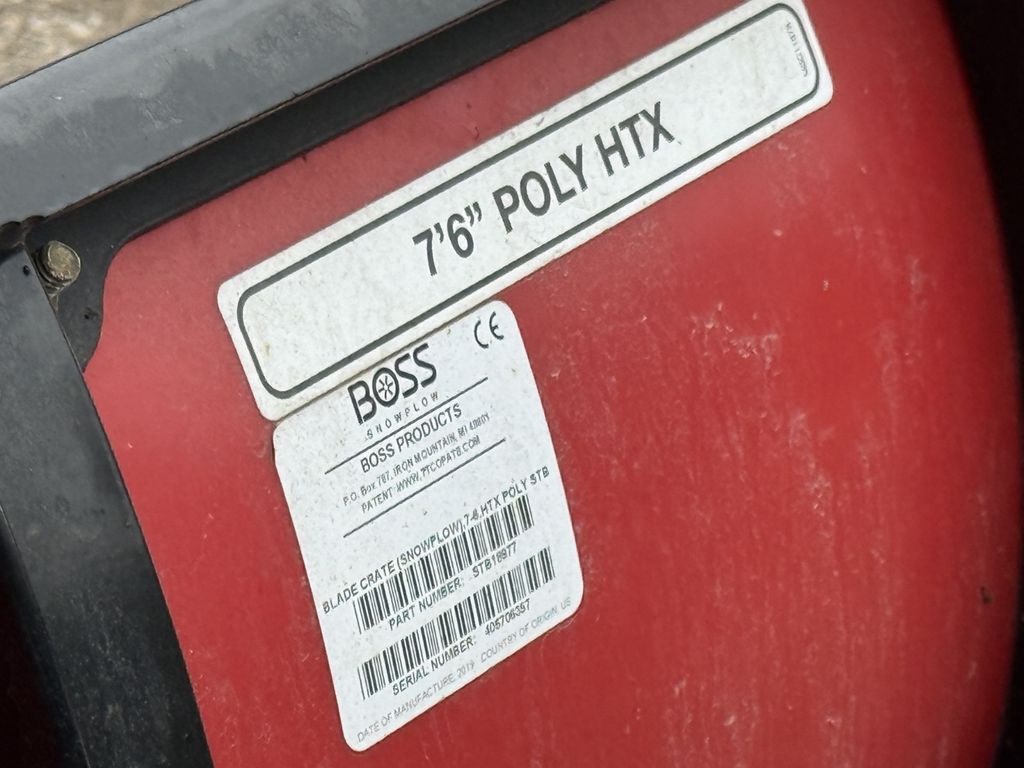 7'6" POLY HTX
CE
BOSS
SNOWPLOW
BOSS PRODUCTS
P.O. Box 787, IRON MOUNTAIN, MI 49801
PATENT: WWW.PTCOPATS.COM
BLADE CRATE (SNOWPLOW),7-6,HTX POLY STB
PART NUMBER: STB18977
SERIAL NUMBER: 405706357
DATE OF MANUFACTURE 2019 COUNTRY OF ORIGIN US